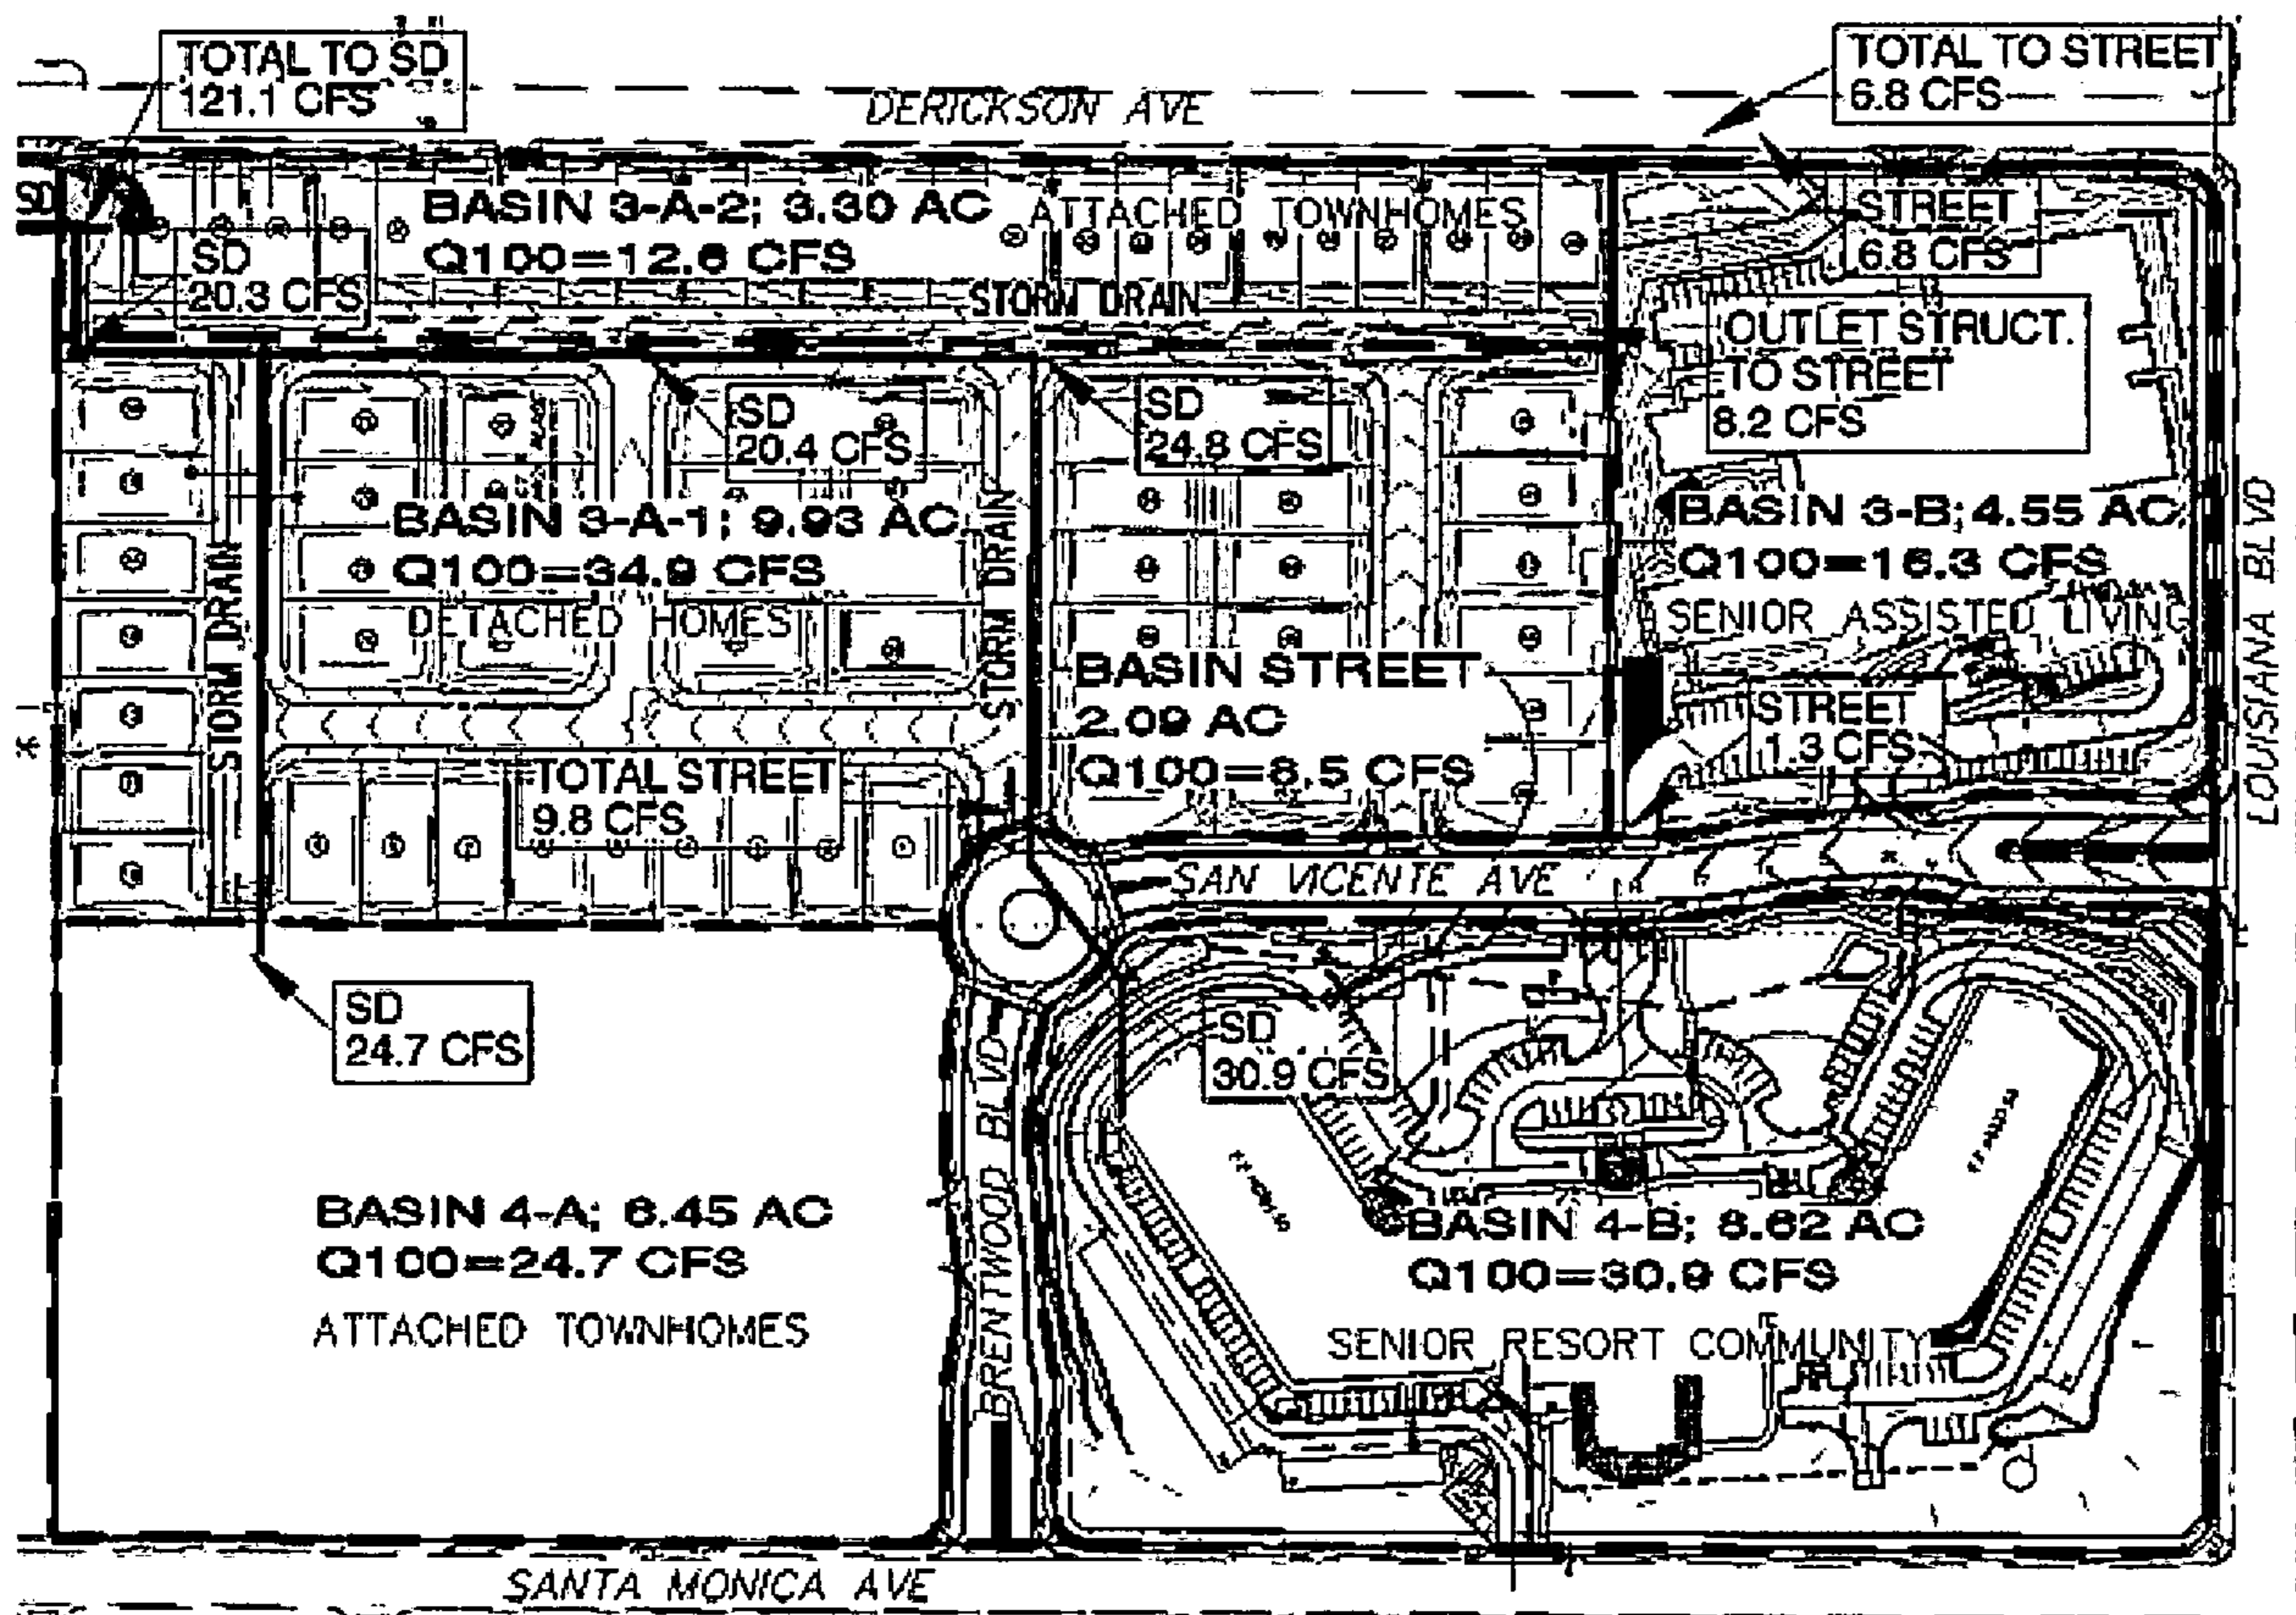 TOTAL TO SD
121.1 CFS
TOTAL TO STREET
6.8 CFS
DERICKSON AVE
SD
BASIN 3-A-2; 3.30 AC
Q100=12.6 CFS
ATTACHED TOWNHOMES
STREET
6.8 CFS
SD
20.3 CFS
STORM DRAIN
OUTLET STRUCT.
TO STREET
8.2 CFS
SD
20.4 CFS
SD
24.8 CFS
BASIN 3-A-1; 9.93 AC
Q100=34.9 CFS
DETACHED HOMES
STORM DRAIN
STORM DRAIN
BASIN 3-B; 4.55 AC
Q100=16.3 CFS
SENIOR ASSISTED LIVING
LOUISIANA BLVD
BASIN STREET
2.09 AC
Q100=8.5 CFS
STREET
1.3 CFS
TOTAL STREET
9.8 CFS
SAN VICENTE AVE
SD
24.7 CFS
SD
30.9 CFS
BRENTWOOD BLVD
BASIN 4-A; 6.45 AC
Q100=24.7 CFS
ATTACHED TOWNHOMES
BASIN 4-B; 8.62 AC
Q100=30.9 CFS
SENIOR RESORT COMMUNITY
SANTA MONICA AVE